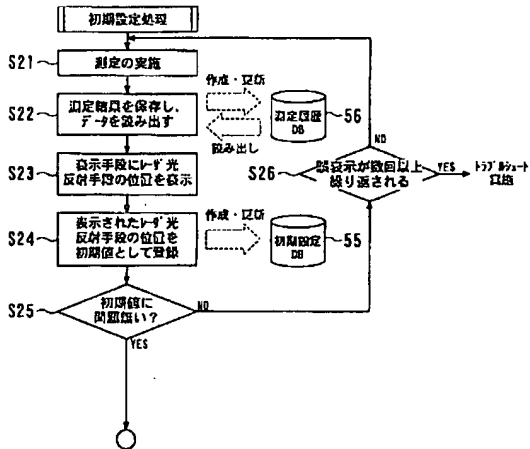 初期設定処理
S21
測定の実施
作成・更新
S22
測定結果を保存し、
データを読み出す
測定履歴
DB
56
読み出し
NO
S23
表示手段にレーザ光
反射手段の位置を表示
S26
誤表示が数回以上
繰り返される
YES
トラブルシュート
実施
作成・更新
S24
表示されたレーザ光
反射手段の位置を
初期値として登録
初期設定
DB
55
S25
初期値に
問題無い？
NO
YES